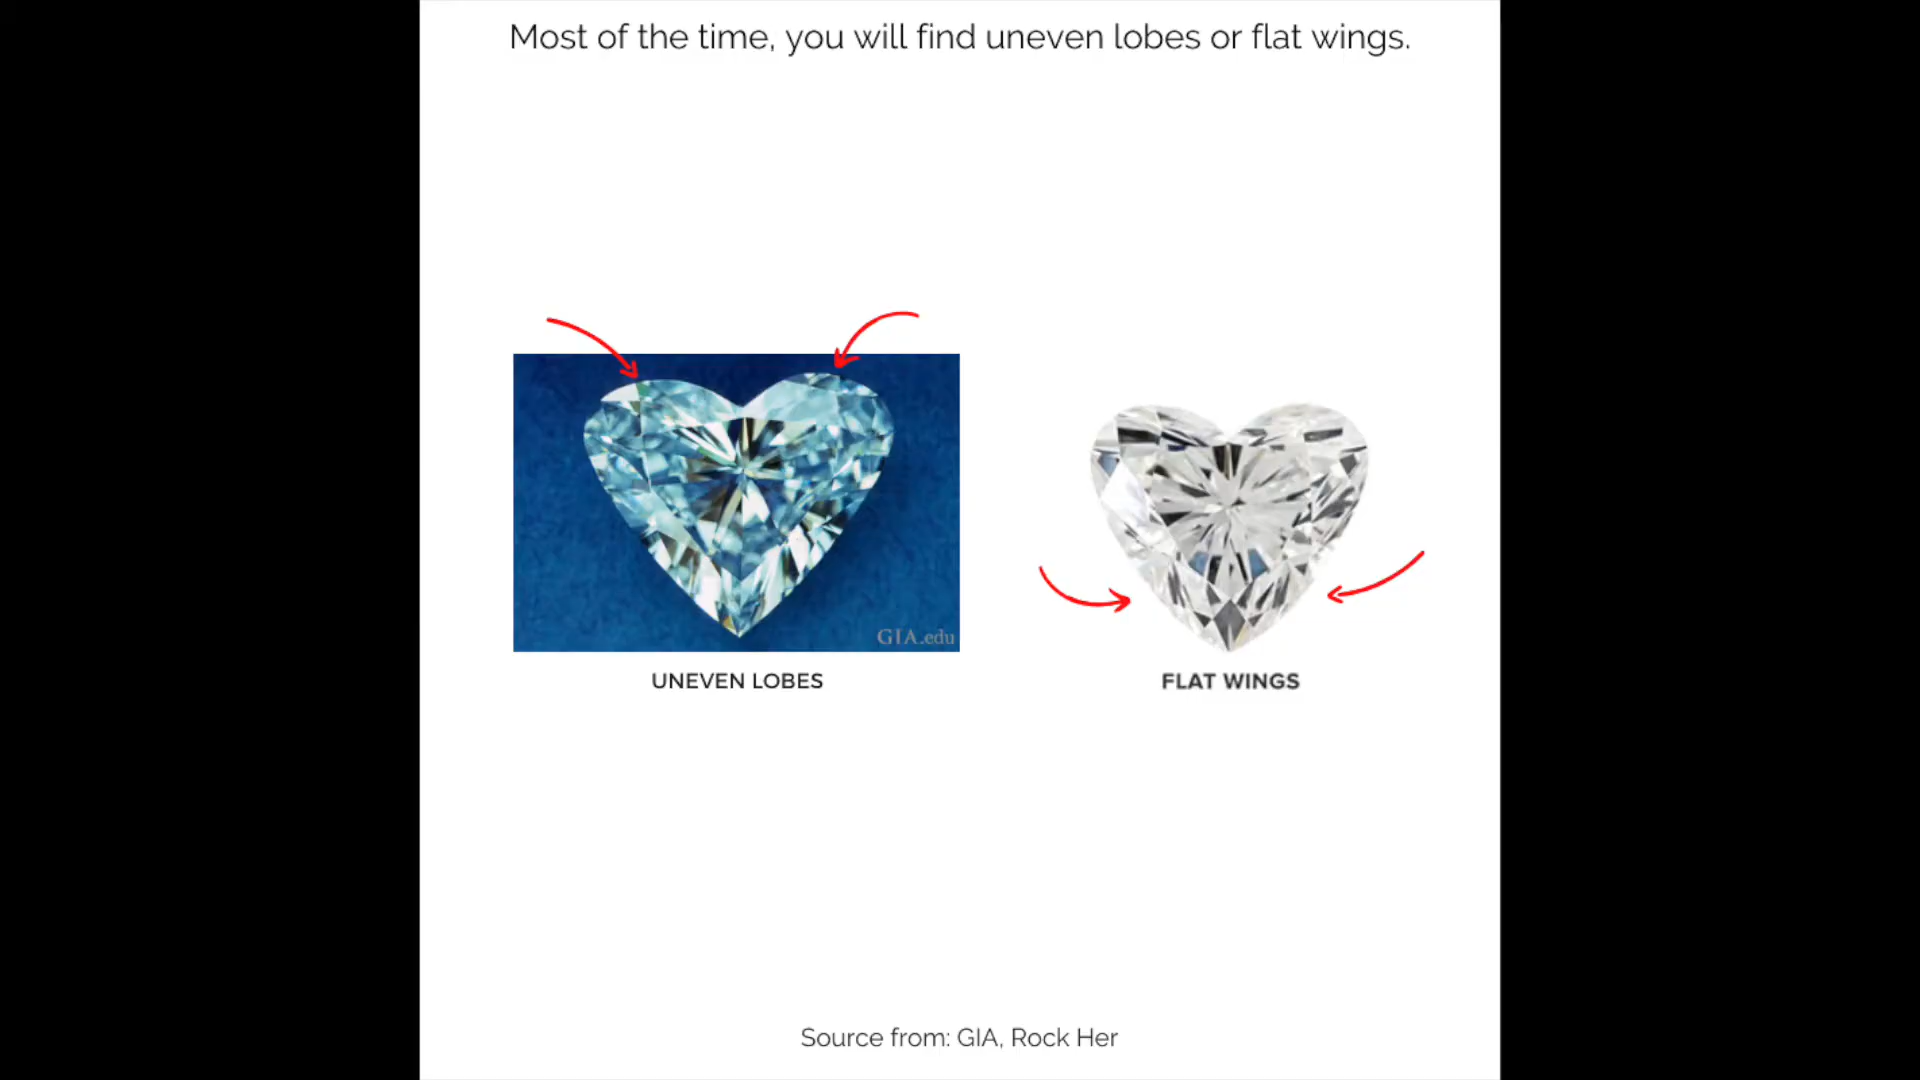 Most of the time, you will find uneven lobes or flat wings.
GIA.edu
UNEVEN LOBES
FLAT WINGS
Source from: GIA, Rock Her